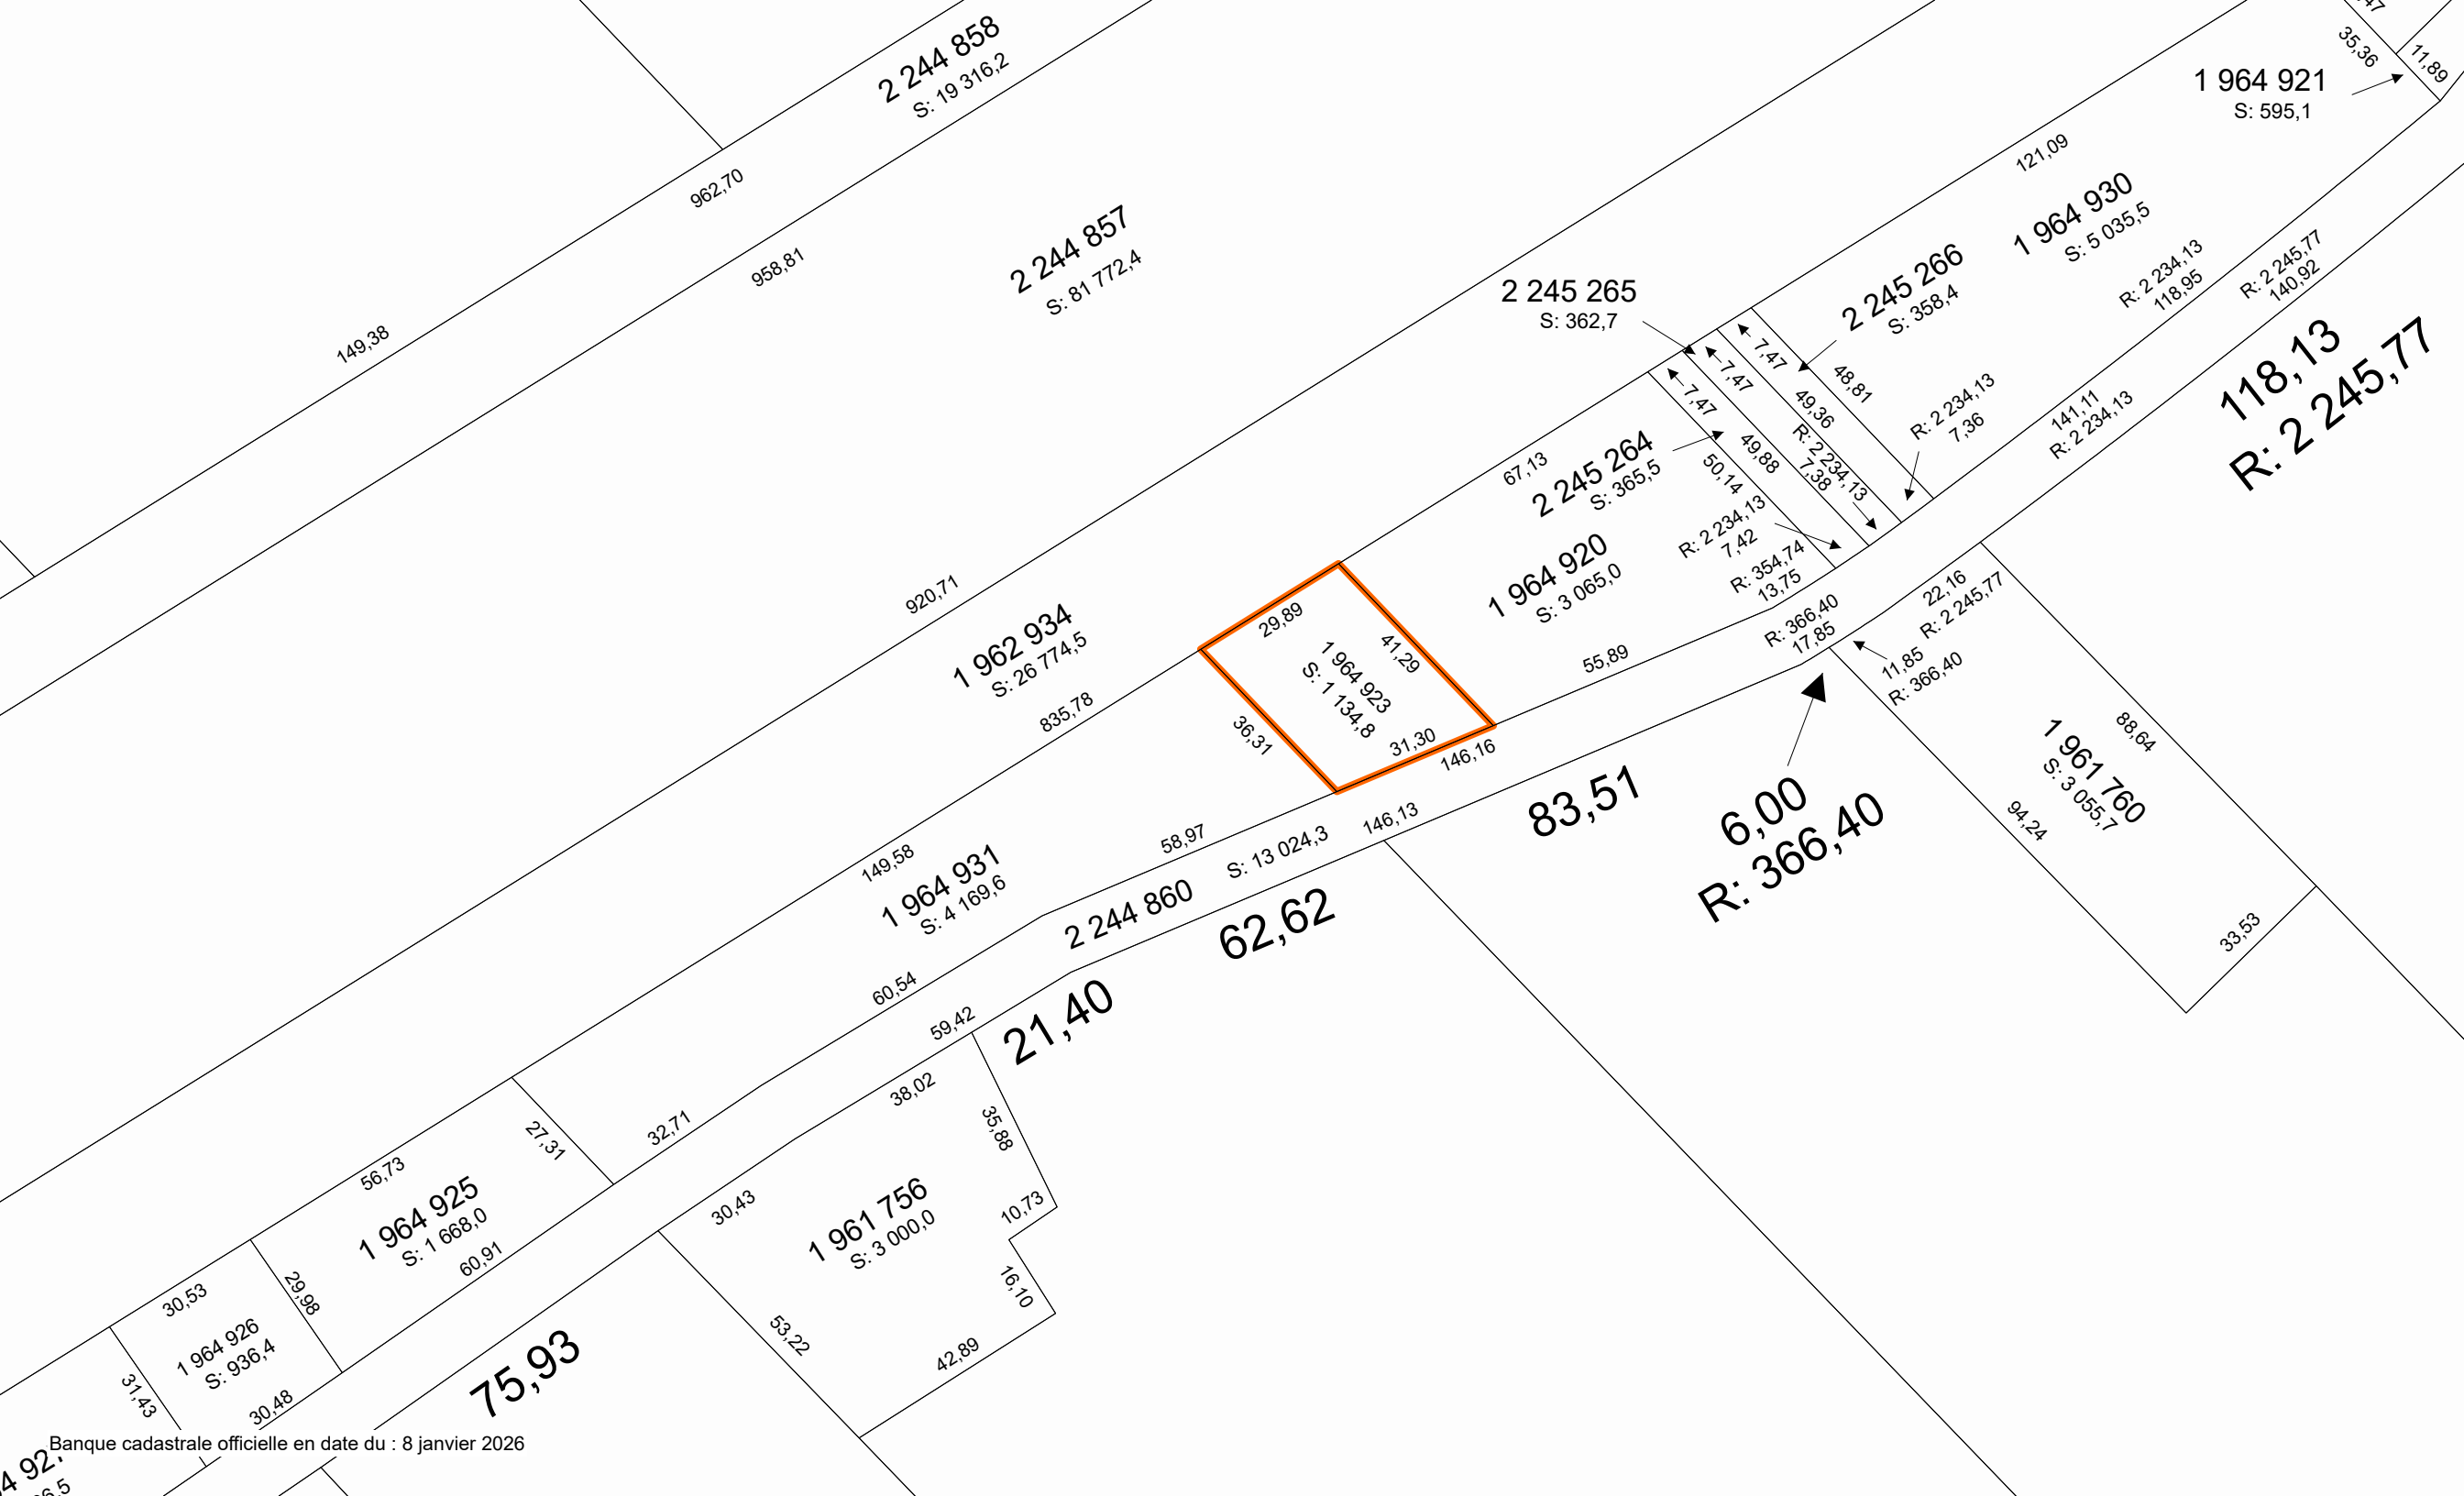 2 244 858
S: 19 316,2
47
35,36
11,89
1 964 921
S: 595,1
962,70
121,09
1 964 930
S: 5 035,5
2 244 857
S: 81 772,4
958,81
149,38
2 245 266
S: 358,4
2 245 265
S: 362,7
R: 2 234,13
118,95
R: 2 245,77
140,92
118,13
R: 2 245,77
7,47
7,47
7,47
48,81
49,36
49,88
50,14
R: 2 234,13
7,36
R: 2 234,13
7,38
141,11
R: 2 234,13
67,13
2 245 264
S: 365,5
R: 2 234,13
7,42
R: 354,74
13,75
1 964 920
S: 3 065,0
920,71
1 962 934
S: 26 774,5
835,78
29,89
41,29
1 964 923
S: 1 134,8
36,31
31,30
146,16
55,89
R: 366,40
17,85
22,16
R: 2 245,77
11,85
R: 366,40
88,64
1 961 760
S: 3 055,7
94,24
33,53
83,51
6,00
R: 366,40
58,97
S: 13 024,3
146,13
149,58
1 964 931
S: 4 169,6
2 244 860
62,62
60,54
59,42
21,40
38,02
35,88
32,71
27,31
56,73
1 964 925
S: 1 668,0
60,91
30,43
1 961 756
S: 3 000,0
10,73
16,10
42,89
53,22
30,53
29,98
1 964 926
S: 936,4
31,43
30,48
75,93
Banque cadastrale officielle en date du : 8 janvier 2026